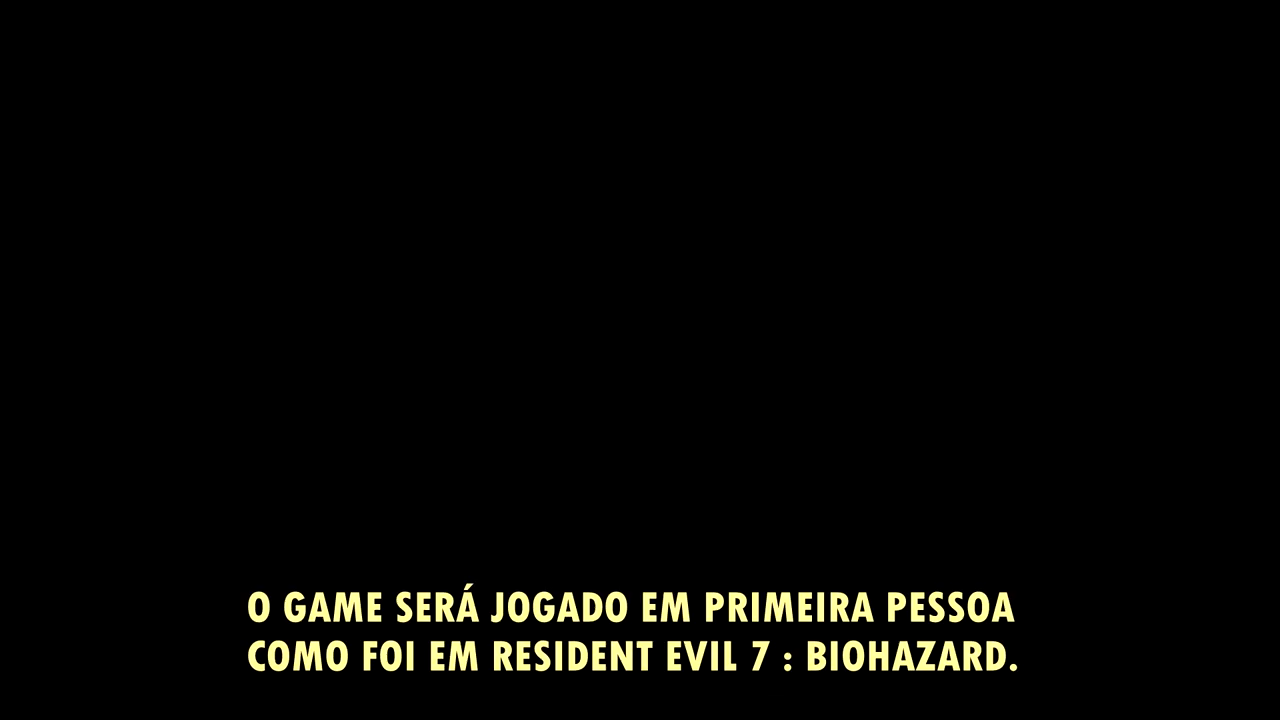 O GAME SERÁ JOGADO EM PRIMEIRA PESSOA
COMO FOI EM RESIDENT EVIL 7 : BIOHAZARD.